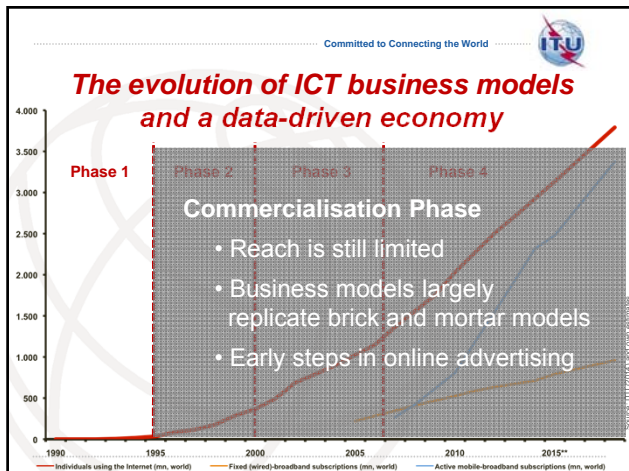 Committed to Connecting the World
ITU
The evolution of ICT business models
and a data-driven economy
4.000
3.500
3.000
2.500
2.000
1.500
1.000
500
0
Phase 1
Phase 2
Phase 3
Phase 4
Commercialisation Phase
• Reach is still limited
• Business models largely
replicate brick and mortar models
• Early steps in online advertising
1990
1995
2000
2005
2010
2015**
Individuals using the Internet (mn, world)
Fixed (wired)-broadband subscriptions (mn, world)
Active mobile-broadband subscriptions (mn, world)